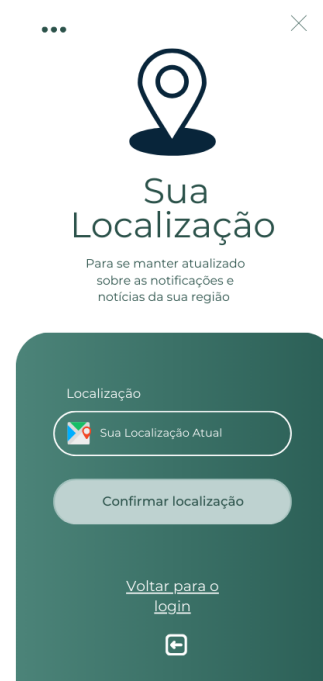 Sua
Localização
Para se manter atualizado
sobre as notificações e
notícias da sua região
Localização
Sua Localização Atual
Confirmar localização
Voltar para o
login